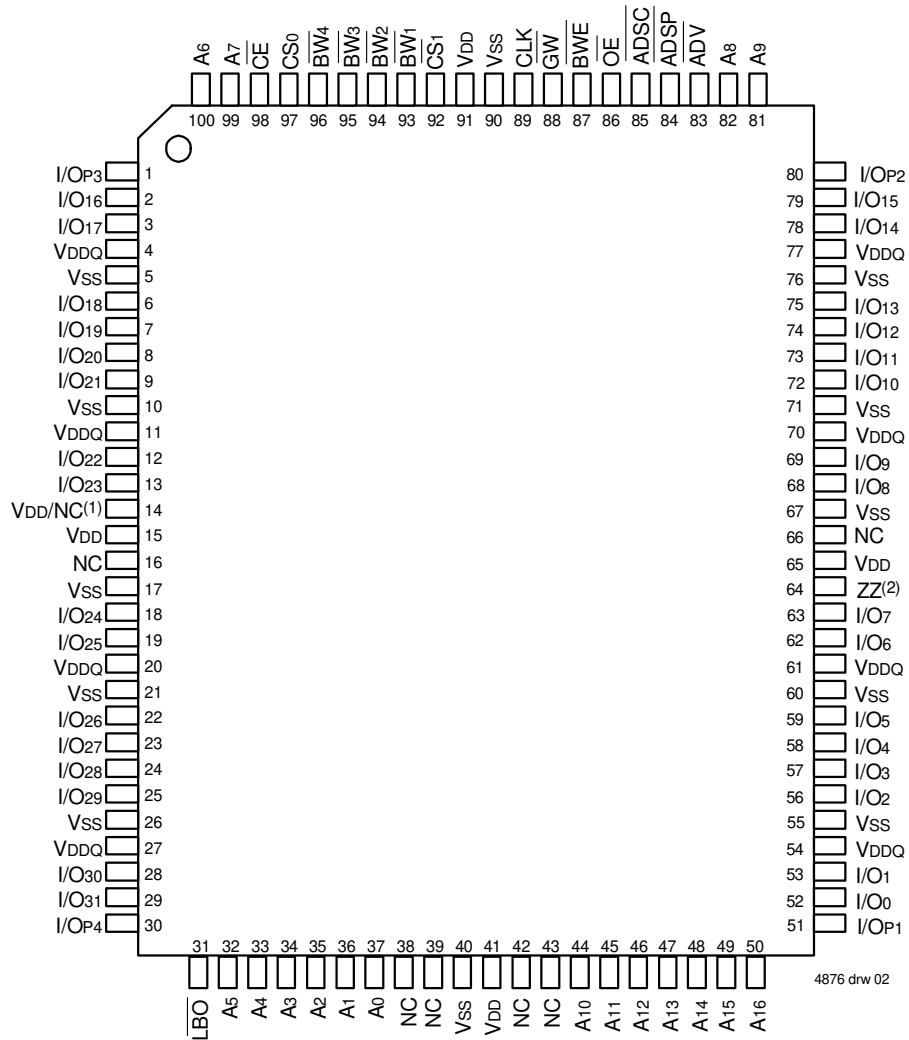 A6 A7 CE CS0 BW4 BW3 BW2 BW1 CS1 VDD VSS CLK GW BWE OE ADSC ADSP ADV A8 A9
100 99 98 97 96 95 94 93 92 91 90 89 88 87 86 85 84 83 82 81
I/OP3 1 80 I/OP2
I/O16 2 79 I/O15
I/O17 3 78 I/O14
VDDQ 4 77 VDDQ
VSS 5 76 VSS
I/O18 6 75 I/O13
I/O19 7 74 I/O12
I/O20 8 73 I/O11
I/O21 9 72 I/O10
VSS 10 71 VSS
VDDQ 11 70 VDDQ
I/O22 12 69 I/O9
I/O23 13 68 I/O8
VDD/NC(1) 14 67 VSS
VDD 15 66 NC
NC 16 65 VDD
VSS 17 64 ZZ(2)
I/O24 18 63 I/O7
I/O25 19 62 I/O6
VDDQ 20 61 VDDQ
VSS 21 60 VSS
I/O26 22 59 I/O5
I/O27 23 58 I/O4
I/O28 24 57 I/O3
I/O29 25 56 I/O2
VSS 26 55 VSS
VDDQ 27 54 VDDQ
I/O30 28 53 I/O1
I/O31 29 52 I/O0
I/OP4 30 51 I/OP1
31 32 33 34 35 36 37 38 39 40 41 42 43 44 45 46 47 48 49 50
LBO A5 A4 A3 A2 A1 A0 NC NC VSS VDD NC NC A10 A11 A12 A13 A14 A15 A16
4876 drw 02